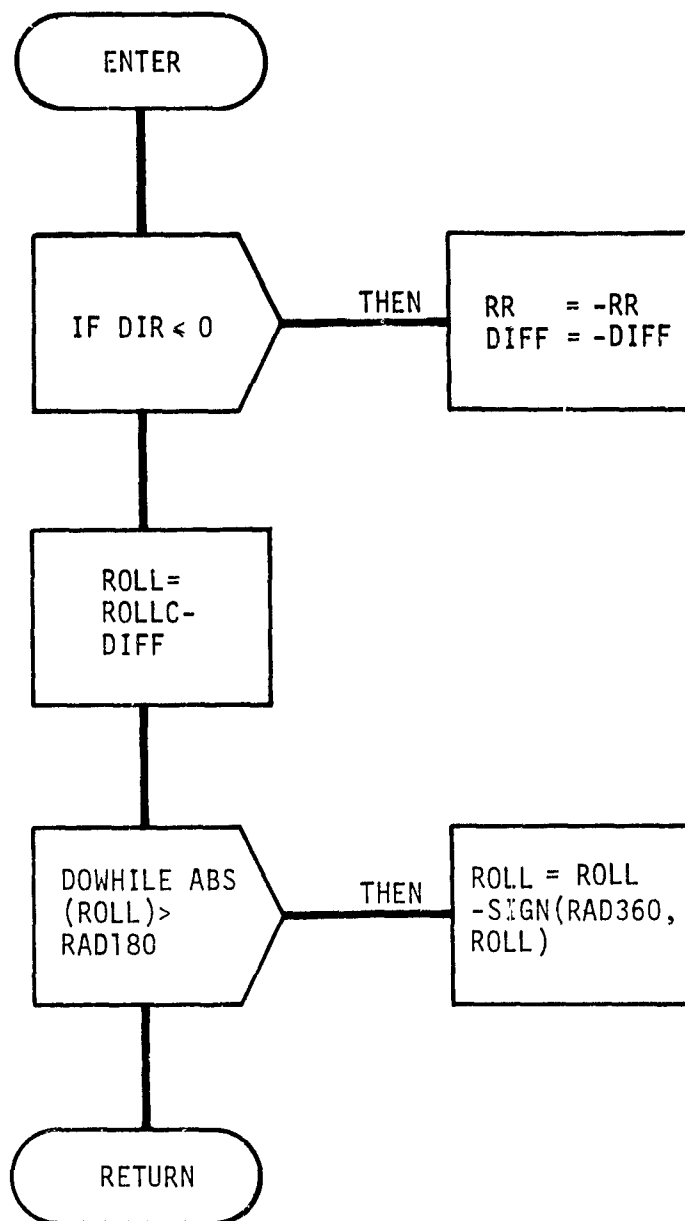 ENTER
IF DIR < 0
THEN
RR = -RR
DIFF = -DIFF
ROLL=
ROLLC-
DIFF
DOWHILE ABS
(ROLL)>
RAD180
THEN
ROLL = ROLL
-SIGN(RAD360,
ROLL)
RETURN